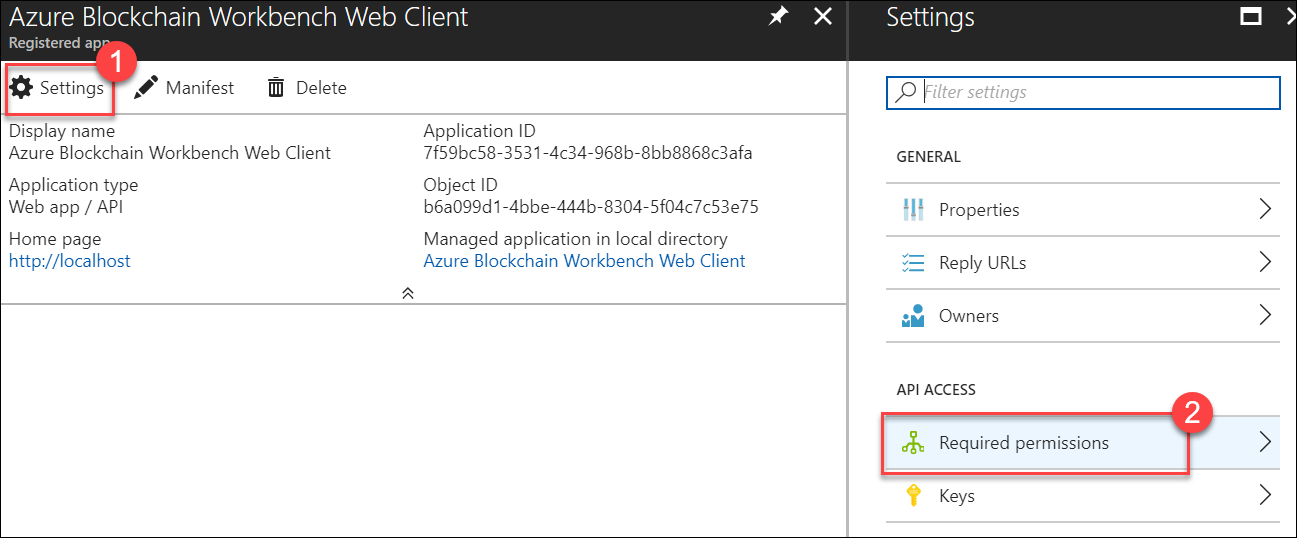 Azure Blockchain Workbench Web Client
Registered app
1
Settings
Manifest
Delete
Display name
Azure Blockchain Workbench Web Client
Application ID
7f59bc58-3531-4c34-968b-8bb8868c3afa
Application type
Web app / API
Object ID
b6a099d1-4bbe-444b-8304-5f04c7c53e75
Home page
http://localhost
Managed application in local directory
Azure Blockchain Workbench Web Client
Settings
Filter settings
GENERAL
Properties
Reply URLs
Owners
API ACCESS
2
Required permissions
Keys